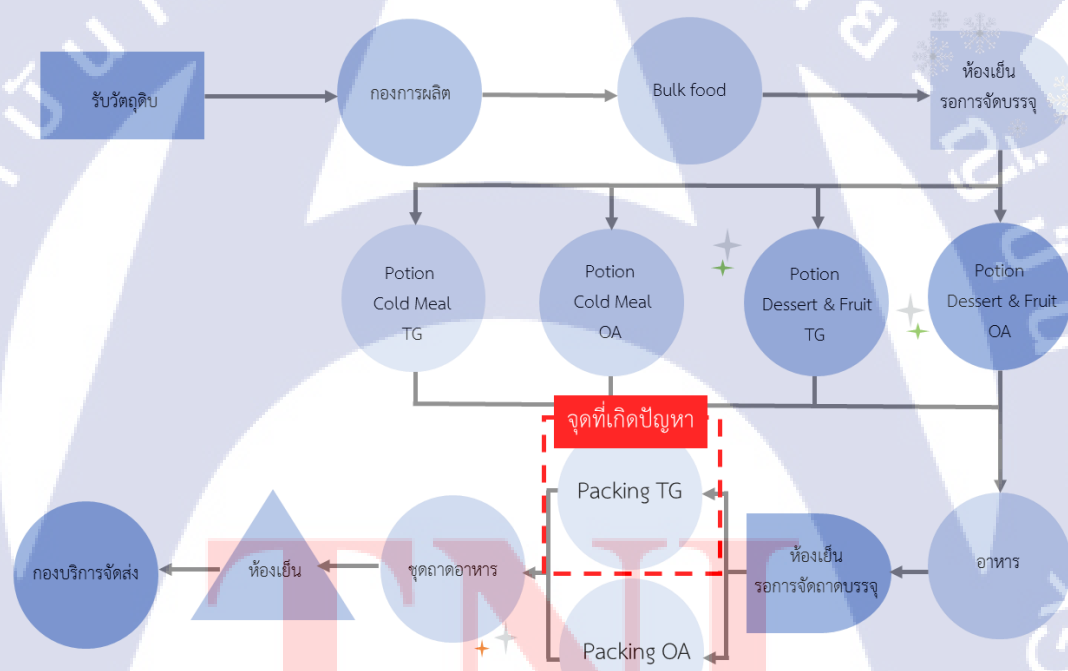 รับวัตถุดิบ
กองการผลิต
Bulk food
ห้องเย็น
รอการจัดบรรจุ
Potion
Cold Meal
TG
Potion
Cold Meal
OA
Potion
Dessert & Fruit
TG
Potion
Dessert & Fruit
OA
จุดที่เกิดปัญหา
Packing TG
Packing OA
กองบริการจัดส่ง
ห้องเย็น
ชุดถาดอาหาร
ห้องเย็น
รอการจัดถาดบรรจุ
อาหาร
TNI